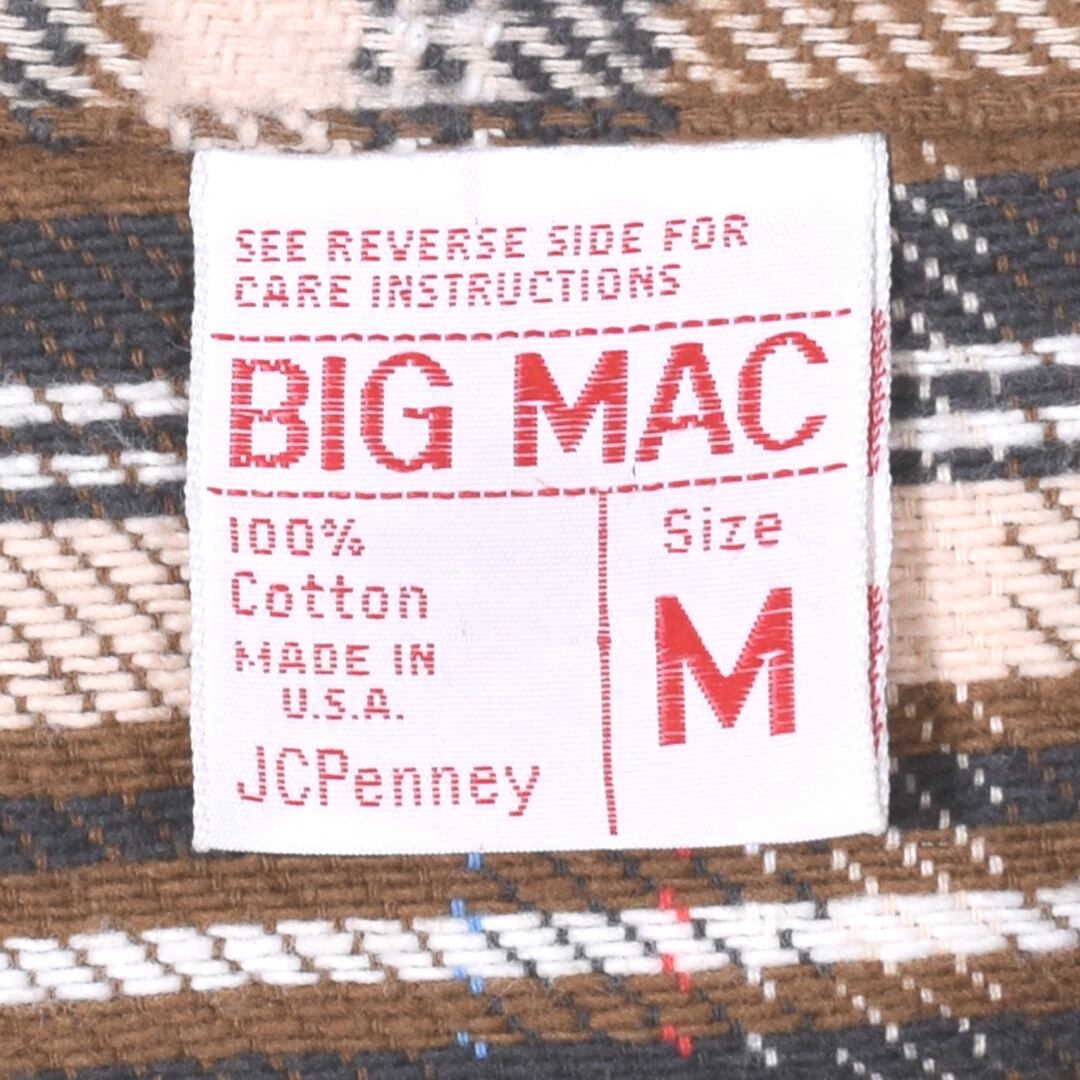 SEE REVERSE SIDE FOR
CARE INSTRUCTIONS
BIG MAC
100%
Cotton
MADE IN
U.S.A.
JCPenney
Size
M